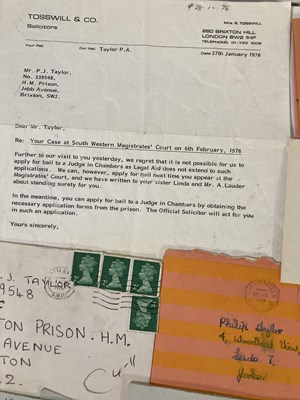 TOSSWILL & CO.
Solicitors
Mrs. S. TOSSWILL
260 BRIXTON HILL
LONDON SW2 1HP
Your Ref.
Our Ref. Taylor P.A.
Date 27th January 1976
Mr. P.J. Taylor,
No. 339548,
H.M. Prison,
Jebb Avenue,
Brixton, SW2.
Dear Mr. Taylor,
Re: Your Case at South Western Magistrates' Court on 5th February, 1976
Further to our visit to you yesterday, we regret that it is not possible for us to
apply for bail to a Judge in Chambers as Legal Aid does not extend to such
applications. We can, however, apply for bail next time you appear at the
Magistrates' Court, and we have written to your sister Linda and Mr. A.Lauder
about standing surety for you.
In the meantime, you can apply for bail to a Judge in Chambers by obtaining the
necessary application forms from the prison. The Official Solicitor will act for you
in such an application.
Yours sincerely,
J. TAYLOR
9548
TON PRISON. H.M.
AVENUE
TON
2.
Philip Taylor
4, Woodland View,
Leeds 7